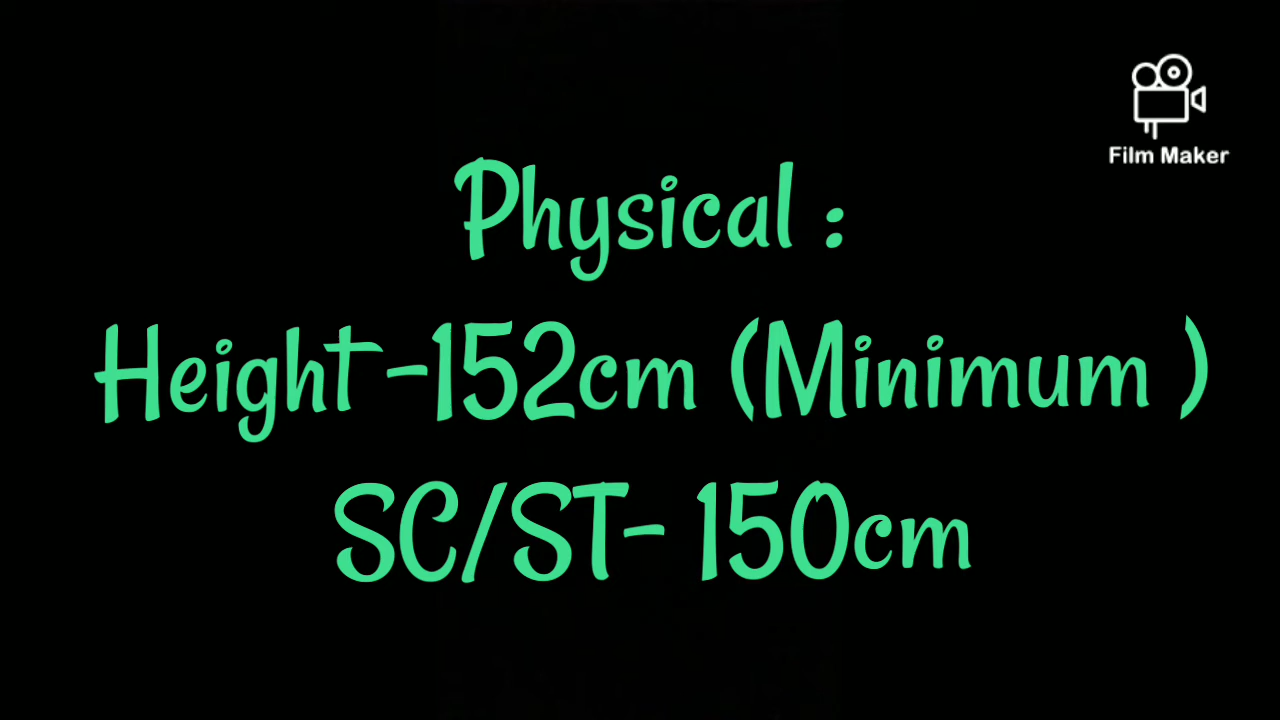 Film Maker
Physical :
Height -152cm (Minimum )
SC/ST- 150cm